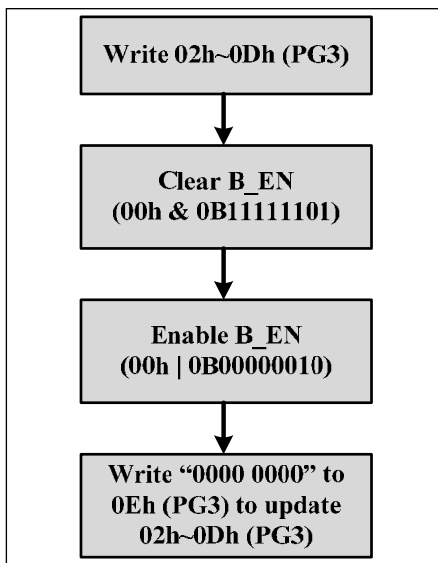 Write 02h~0Dh (PG3)
Clear B_EN
(00h & 0B11111101)
Enable B_EN
(00h | 0B00000010)
Write “0000 0000” to
0Eh (PG3) to update
02h~0Dh (PG3)